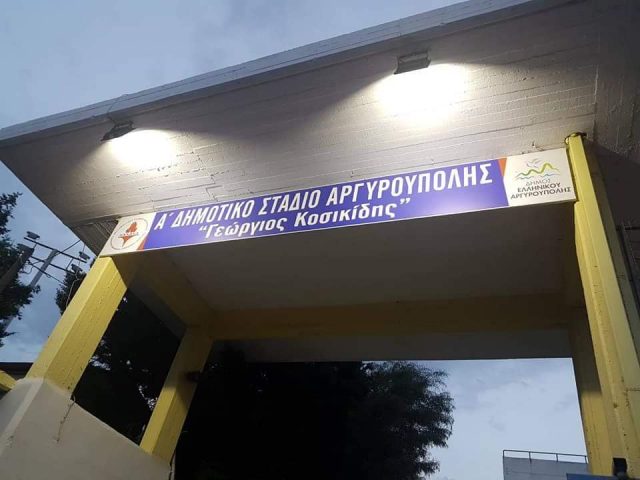 Α΄ ΔΗΜΟΤΙΚΟ ΣΤΑΔΙΟ ΑΡΓΥΡΟΥΠΟΛΗΣ
“Γεώργιος Κοσικίδης”
ΔΗΜΟΣ
ΕΛΛΗΝΙΚΟΥ
ΑΡΓΥΡΟΥΠΟΛΗΣ